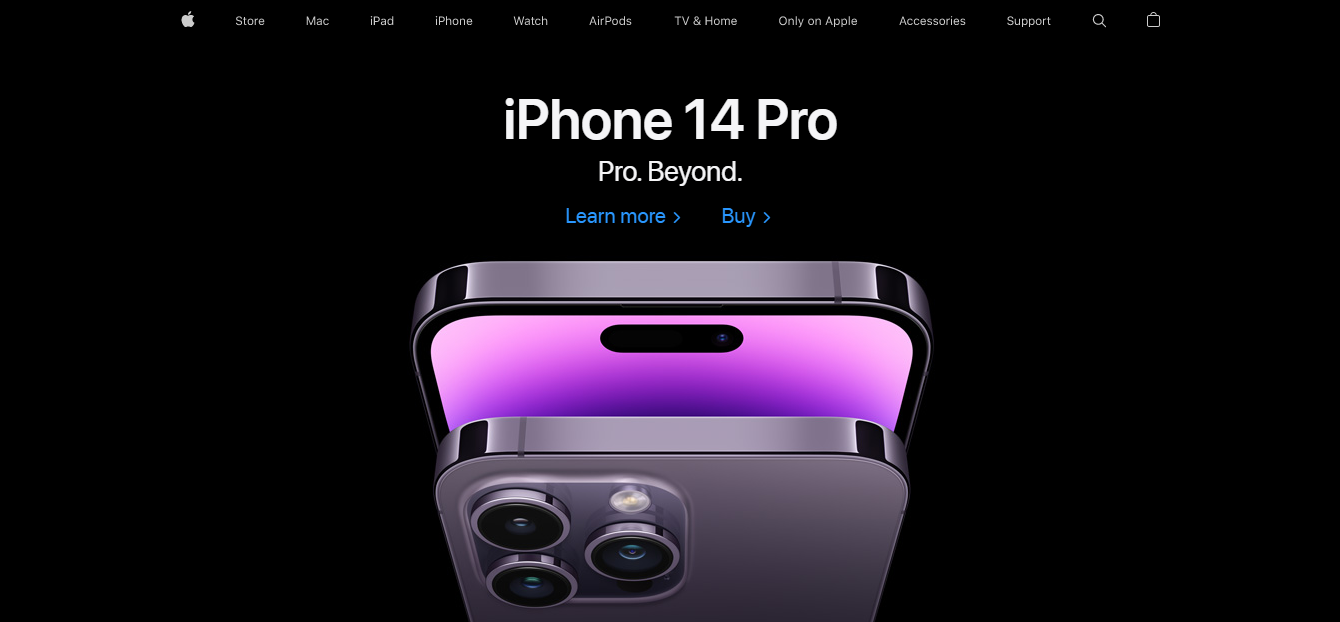 Store Mac iPad iPhone Watch AirPods TV & Home Only on Apple Accessories Support
iPhone 14 Pro
Pro. Beyond.
Learn more > Buy >